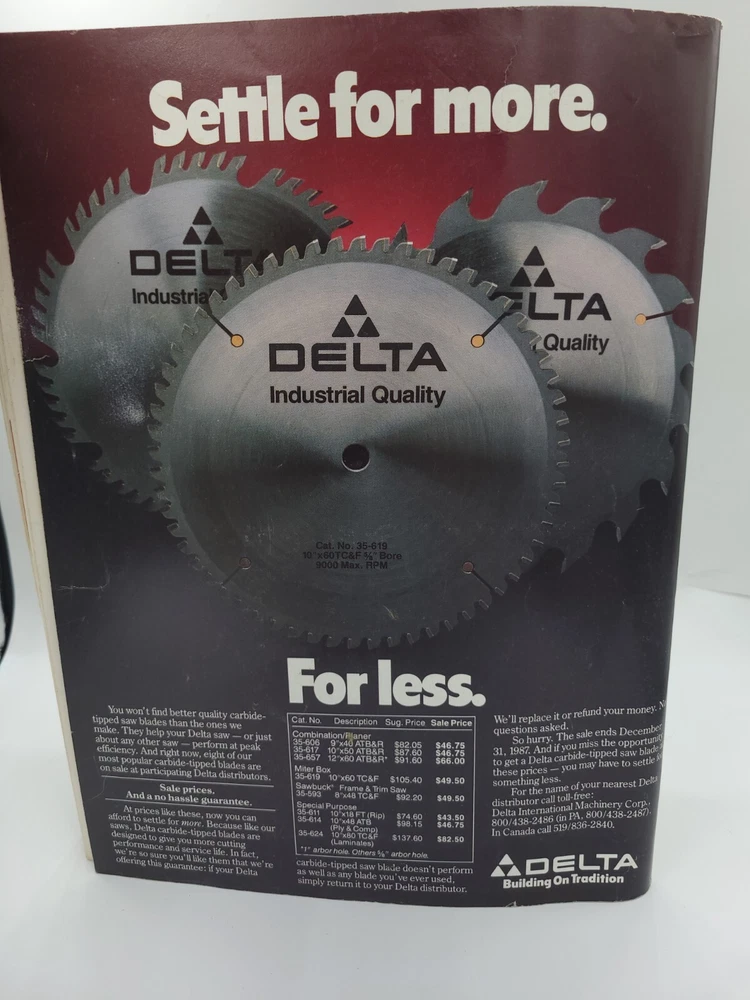 Settle for more.
DELTA
Industrial Quality
DELTA
Industria
ELTA
Quality
Cat. No. 35-619
10"x60TC&F ⅝" Bore
9000 Max. RPM
For less.
You won't find better quality carbide-
tipped saw blades than the ones we
make. They help your Delta saw — or just
about any other saw — perform at peak
efficiency. And right now, eight of our
most popular carbide-tipped blades are
on sale at participating Delta distributors.
Sale prices.
And a no hassle guarantee.
At prices like these, now you can
afford to settle for more. Because like our
saws, Delta carbide-tipped blades are
designed to give you more cutting
performance and service life. In fact,
we're so sure you'll like them that we're
offering this guarantee: if your Delta
Cat. No. Description Sug. Price Sale Price
Combination/Planer
35-606 9"x40 ATB&R $82.05 $46.75
35-617 10"x50 ATB&R $87.60 $46.75
35-657 12"x60 ATB&R* $91.60 $66.00
Miter Box
35-619 10"x60 TC&F $105.40 $49.50
Sawbuck Frame & Trim Saw
35-593 8"x48 TC&F $92.20 $49.50
Special Purpose
35-611 10"x18 FT (Rip) $74.60 $43.50
35-614 10"x48 ATB $98.15 $46.75
(Ply & Comp)
35-624 10"x80 TC&F $137.60 $82.50
(Laminates)
*1" arbor hole. Others ⅝" arbor hole.
carbide-tipped saw blade doesn't perform
as well as any blade you've ever used,
simply return it to your Delta distributor.
We'll replace it or refund your money. N
questions asked.
So hurry. The sale ends December
31, 1987. And if you miss the opportunity
to get a Delta carbide-tipped saw blade
these prices — you may have to settle
something less.
For the name of your nearest Delta
distributor call toll-free:
Delta International Machinery Corp.,
800/438-2486 (in PA, 800/438-2487).
In Canada call 519/836-2840.
DELTA
Building On Tradition